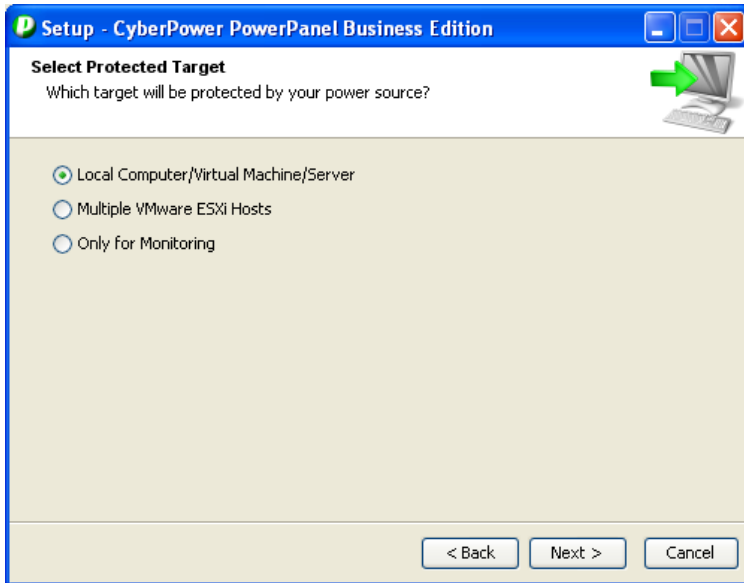 Setup - CyberPower PowerPanel Business Edition
Select Protected Target
Which target will be protected by your power source?
Local Computer/Virtual Machine/Server
Multiple VMware ESXi Hosts
Only for Monitoring
< Back Next > Cancel